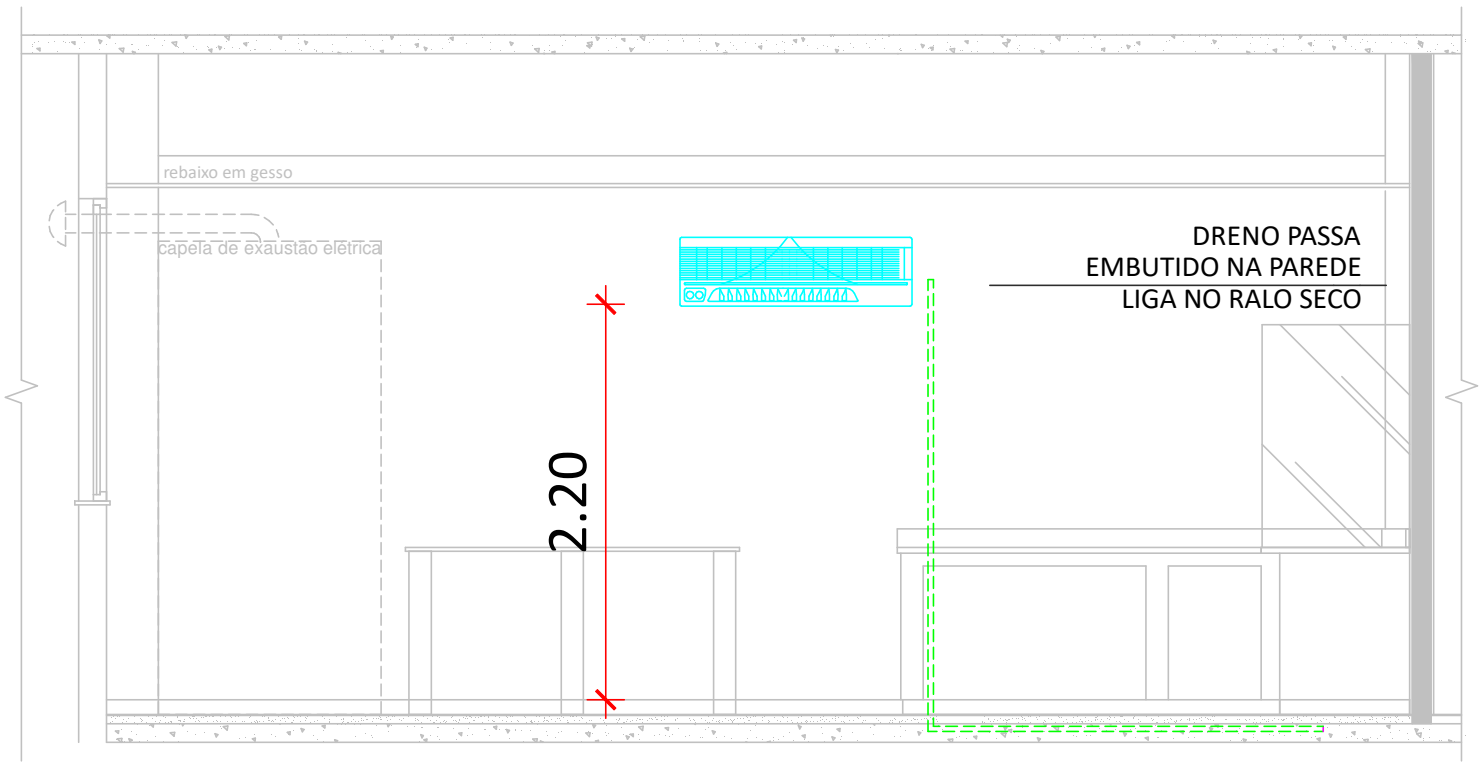 rebaixo em gesso
capela de exaustão elétrica
DRENO PASSA
EMBUTIDO NA PAREDE
LIGA NO RALO SECO
2.20